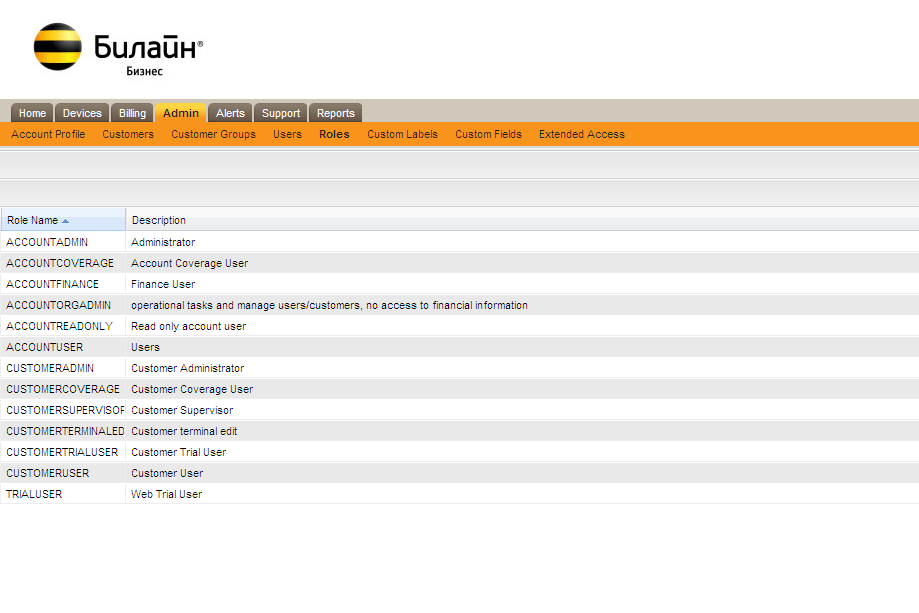 Билайн®
Бизнес
Home Devices Billing Admin Alerts Support Reports
Account Profile Customers Customer Groups Users Roles Custom Labels Custom Fields Extended Access
Role Name Description
ACCOUNTADMIN Administrator
ACCOUNTCOVERAGE Account Coverage User
ACCOUNTFINANCE Finance User
ACCOUNTORGADMIN operational tasks and manage users/customers, no access to financial information
ACCOUNTREADONLY Read only account user
ACCOUNTUSER Users
CUSTOMERADMIN Customer Administrator
CUSTOMERCOVERAGE Customer Coverage User
CUSTOMERSUPERVISOR Customer Supervisor
CUSTOMERTERMINALED Customer terminal edit
CUSTOMERTRIALUSER Customer Trial User
CUSTOMERUSER Customer User
TRIALUSER Web Trial User